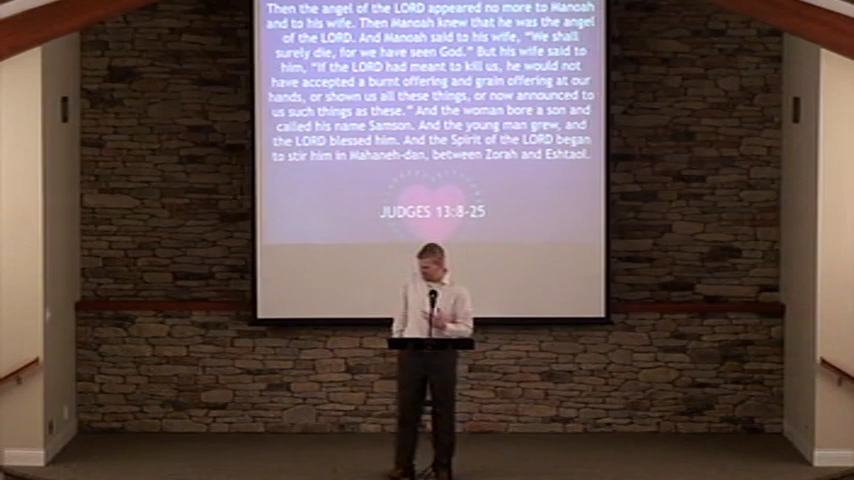 Then the angel of the LORD appeared no more to Manoah
and to his wife. Then Manoah knew that he was the angel
of the LORD. And Manoah said to his wife, "We shall
surely die, for we have seen God." But his wife said to
him, "If the LORD had meant to kill us, he would not
have accepted a burnt offering and grain offering at our
hands, or shown us all these things, or now announced to
us such things as these." And the woman bore a son and
called his name Samson. And the young man grew, and
the LORD blessed him. And the Spirit of the LORD began
to stir him in Mahaneh-dan, between Zorah and Eshtaol.
JUDGES 13:8-25